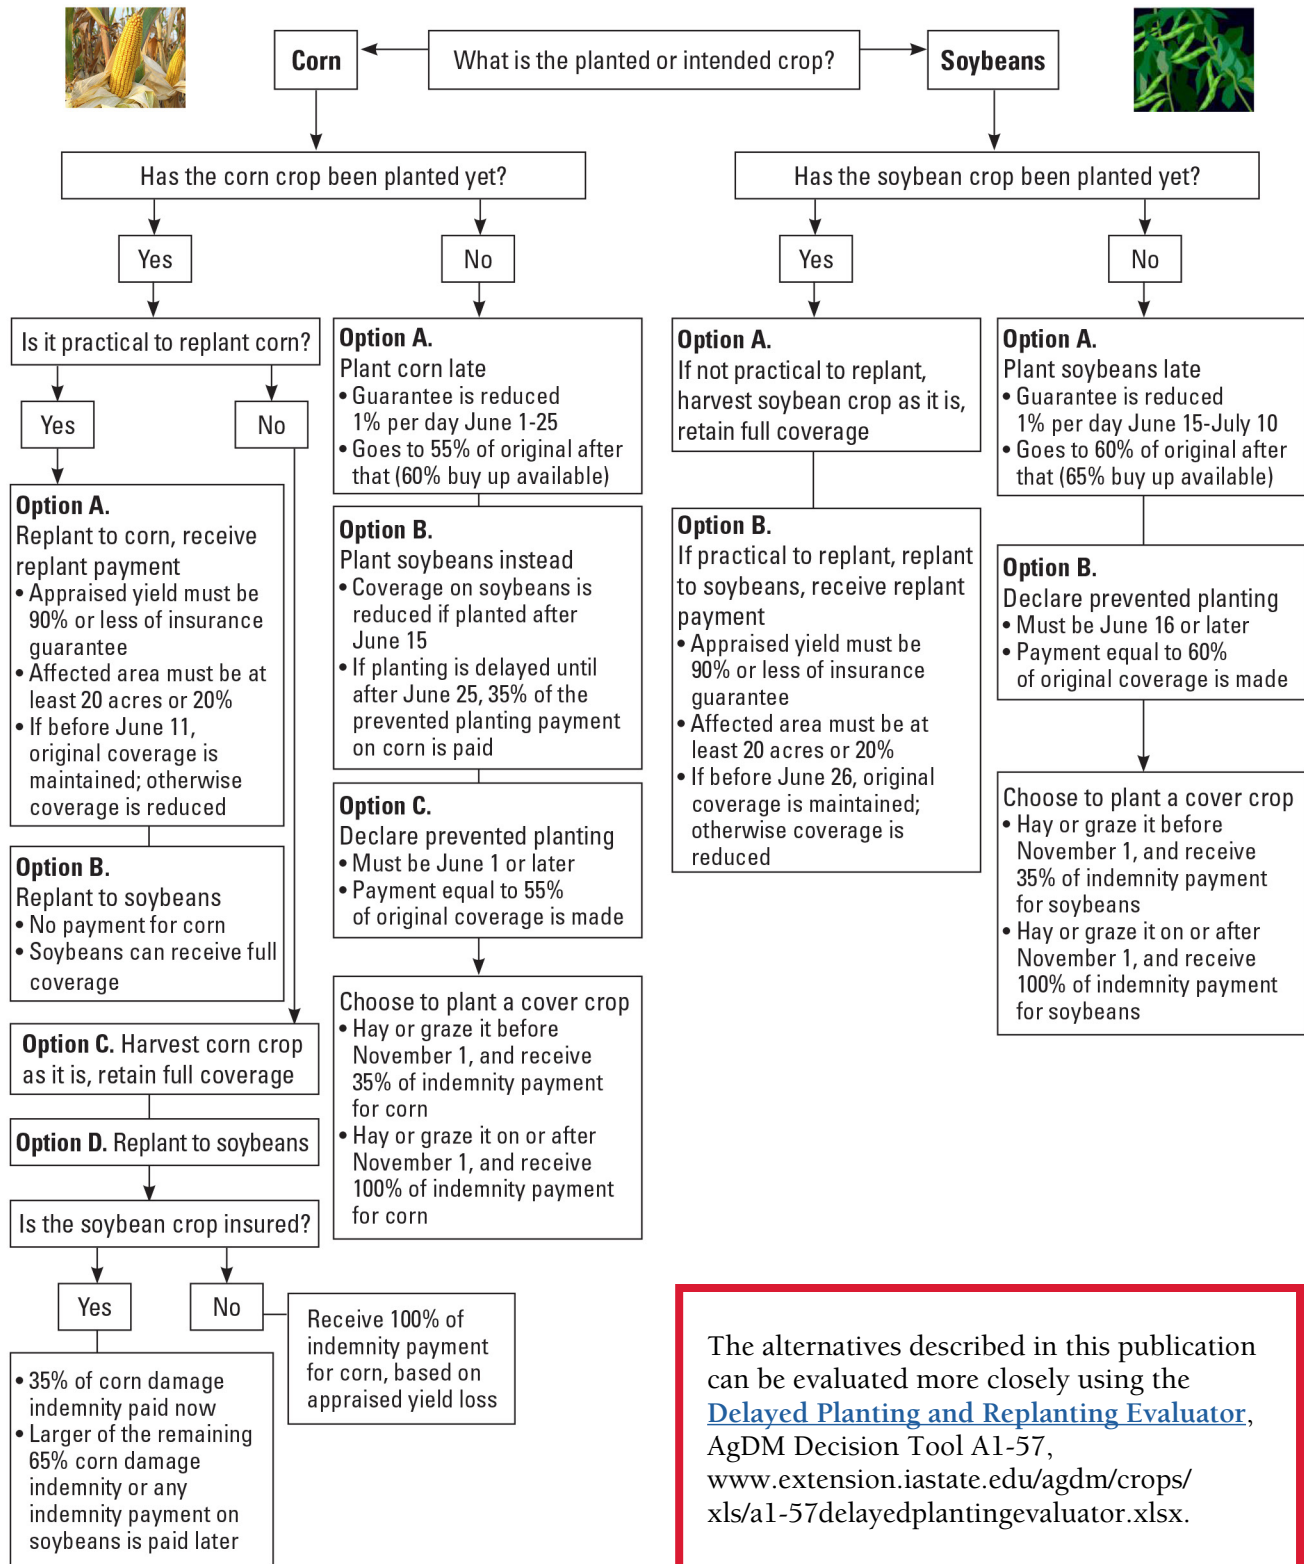 What is the planted or intended crop?
Corn
Soybeans
Has the corn crop been planted yet?
Yes
No
Is it practical to replant corn?
Yes
No
Option A.
Replant to corn, receive
replant payment
• Appraised yield must be
90% or less of insurance
guarantee
• Affected area must be at
least 20 acres or 20%
• If before June 11,
original coverage is
maintained; otherwise
coverage is reduced
Option B.
Replant to soybeans
• No payment for corn
• Soybeans can receive full
coverage
Option C. Harvest corn crop
as it is, retain full coverage
Option D. Replant to soybeans
Is the soybean crop insured?
Yes
No
• 35% of corn damage
indemnity paid now
• Larger of the remaining
65% corn damage
indemnity or any
indemnity payment on
soybeans is paid later
Receive 100% of
indemnity payment
for corn, based on
appraised yield loss
Option A.
Plant corn late
• Guarantee is reduced
1% per day June 1-25
• Goes to 55% of original after
that (60% buy up available)
Option B.
Plant soybeans instead
• Coverage on soybeans is
reduced if planted after
June 15
• If planting is delayed until
after June 25, 35% of the
prevented planting payment
on corn is paid
Option C.
Declare prevented planting
• Must be June 1 or later
• Payment equal to 55%
of original coverage is made
Choose to plant a cover crop
• Hay or graze it before
November 1, and receive
35% of indemnity payment
for corn
• Hay or graze it on or after
November 1, and receive
100% of indemnity payment
for corn
Has the soybean crop been planted yet?
Yes
No
Option A.
If not practical to replant,
harvest soybean crop as it is,
retain full coverage
Option B.
If practical to replant, replant
to soybeans, receive replant
payment
• Appraised yield must be
90% or less of insurance
guarantee
• Affected area must be at
least 20 acres or 20%
• If before June 26, original
coverage is maintained;
otherwise coverage is
reduced
Option A.
Plant soybeans late
• Guarantee is reduced
1% per day June 15-July 10
• Goes to 60% of original after
that (65% buy up available)
Option B.
Declare prevented planting
• Must be June 16 or later
• Payment equal to 60%
of original coverage is made
Choose to plant a cover crop
• Hay or graze it before
November 1, and receive
35% of indemnity payment
for soybeans
• Hay or graze it on or after
November 1, and receive
100% of indemnity payment
for soybeans
The alternatives described in this publication
can be evaluated more closely using the
Delayed Planting and Replanting Evaluator,
AgDM Decision Tool A1-57,
www.extension.iastate.edu/agdm/crops/
xls/a1-57delayedplantingevaluator.xlsx.